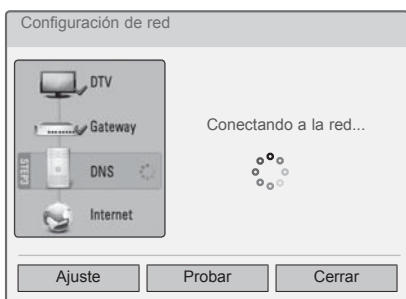 Configuración de red
DTV
Gateway
STEP3
DNS
Internet
Conectando a la red...
Ajuste
Probar
Cerrar